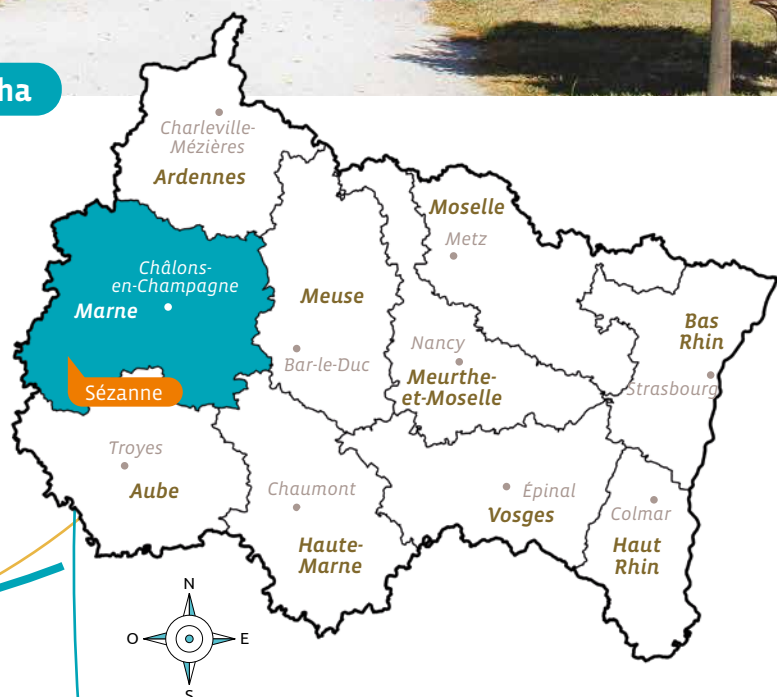 ha
Charleville-
Mézières
Ardennes
Moselle
Metz
Châlons-
en-Champagne
Marne
Meuse
Bas
Rhin
Nancy
Bar-le-Duc
Meurthe-
et-Moselle
Strasbourg
Sézanne
Troyes
Aube
Chaumont
Épinal
Vosges
Colmar
Haut
Rhin
Haute-
Marne
N
O
E
S